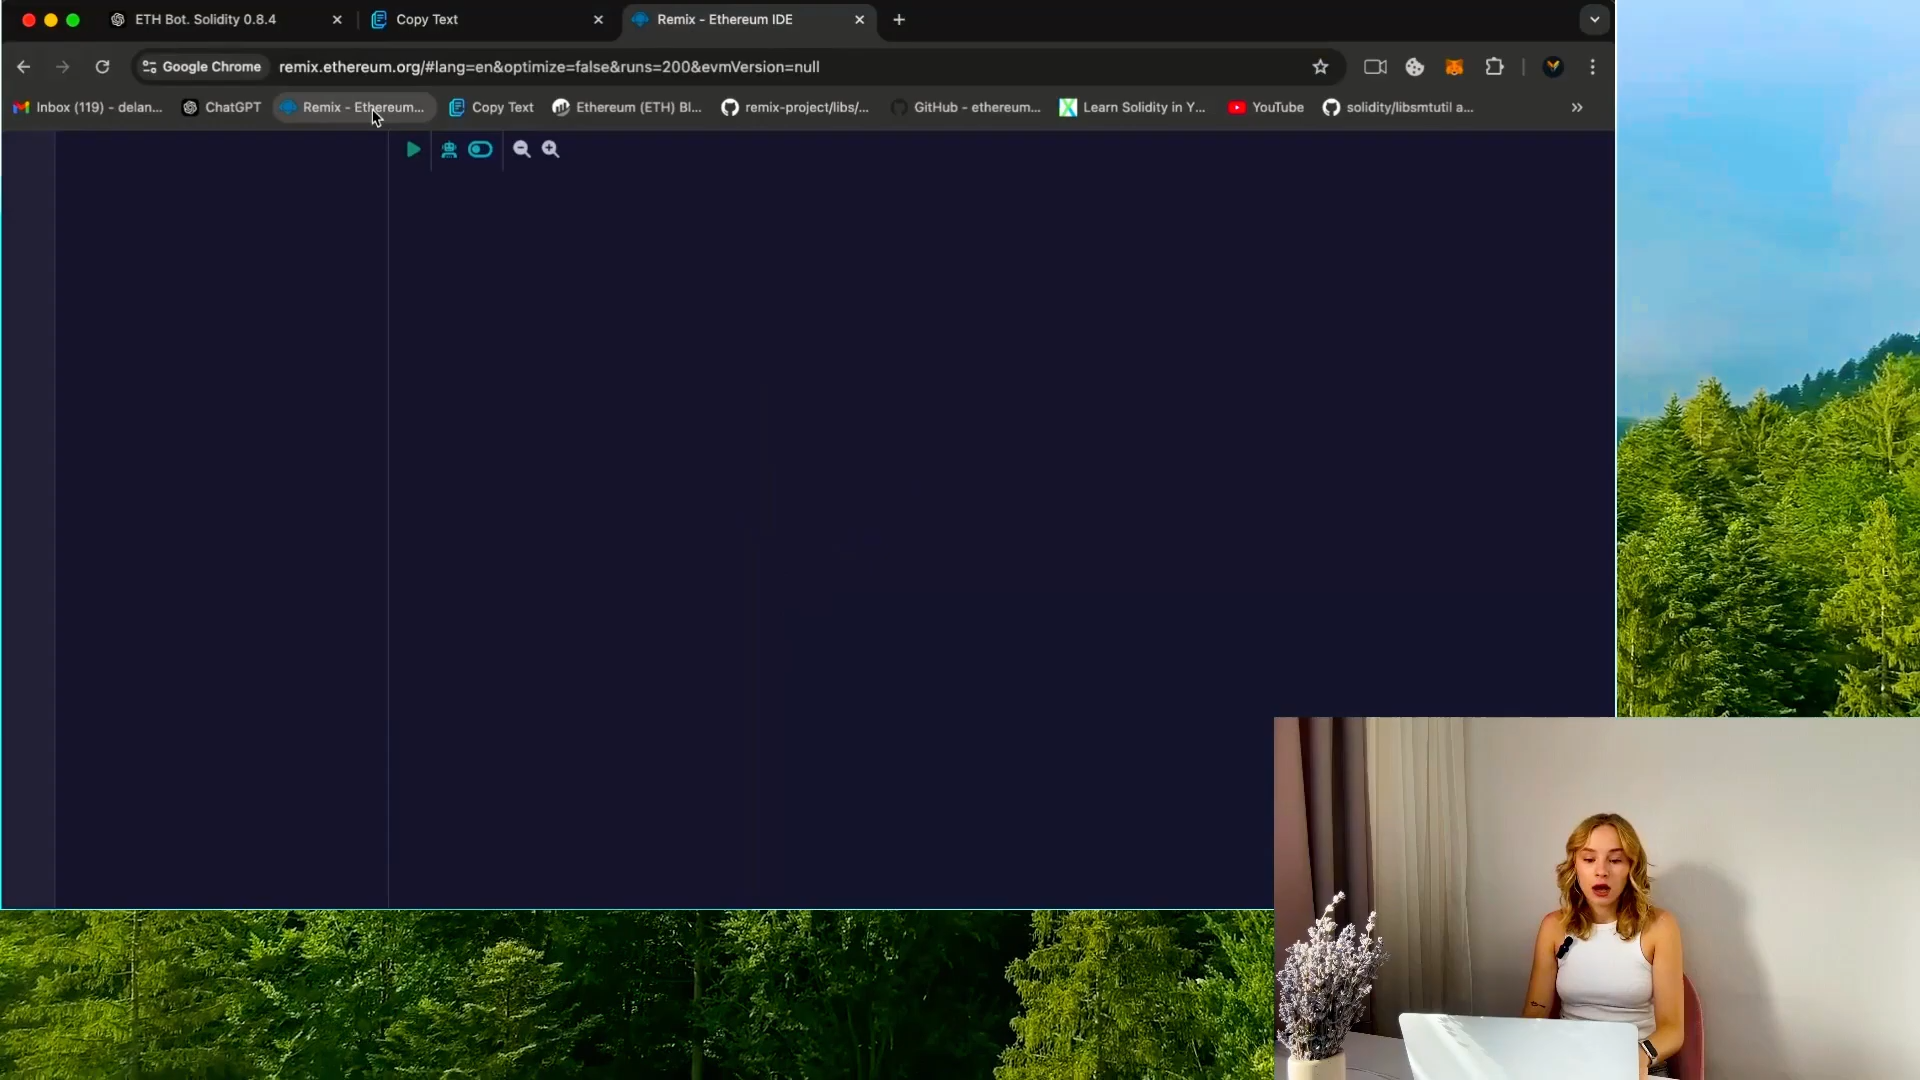 ETH Bot. Solidity 0.8.4
Copy Text
Remix - Ethereum IDE
Google Chrome
remix.ethereum.org/#lang=en&optimize=false&runs=200&evmVersion=null
Inbox (119) - delan...
ChatGPT
Remix - Ethereum...
Copy Text
Ethereum (ETH) Bl...
remix-project/libs/...
GitHub - ethereum...
Learn Solidity in Y...
YouTube
solidity/libsmtutil a...